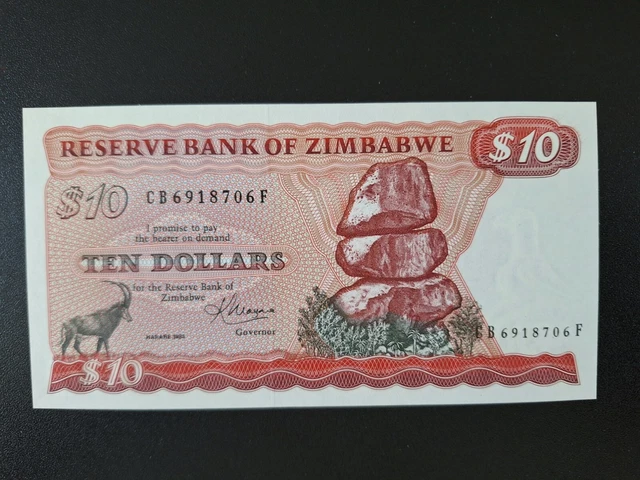 RESERVE BANK OF ZIMBABWE
$10
$10
CB6918706F
I promise to pay
the bearer on demand
TEN DOLLARS
for the Reserve Bank of
Zimbabwe
Governor
CB6918706F
$10